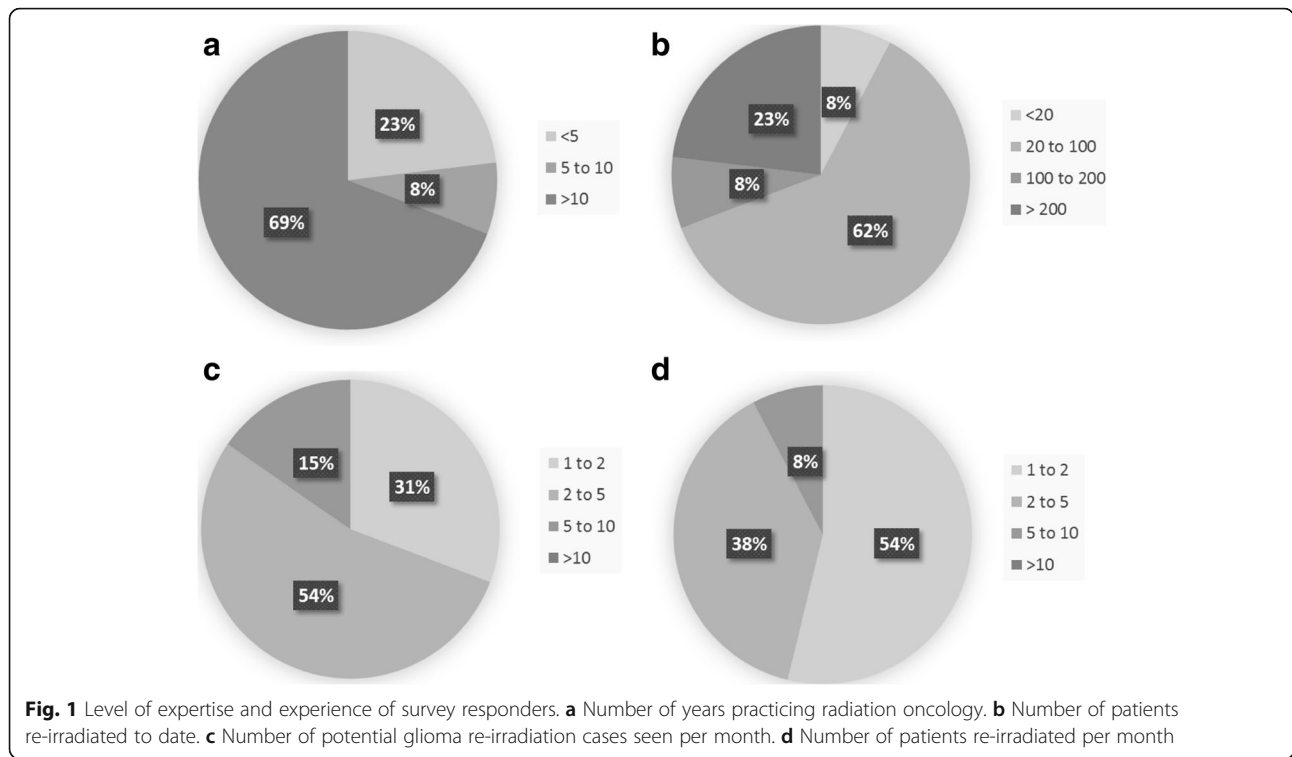 a
23%
8%
69%
<5
5 to 10
>10
b
8%
23%
8%
62%
<20
20 to 100
100 to 200
> 200
c
15%
31%
54%
1 to 2
2 to 5
5 to 10
>10
d
8%
38%
54%
1 to 2
2 to 5
5 to 10
>10
Fig. 1 Level of expertise and experience of survey responders. a Number of years practicing radiation oncology. b Number of patients
re-irradiated to date. c Number of potential glioma re-irradiation cases seen per month. d Number of patients re-irradiated per month